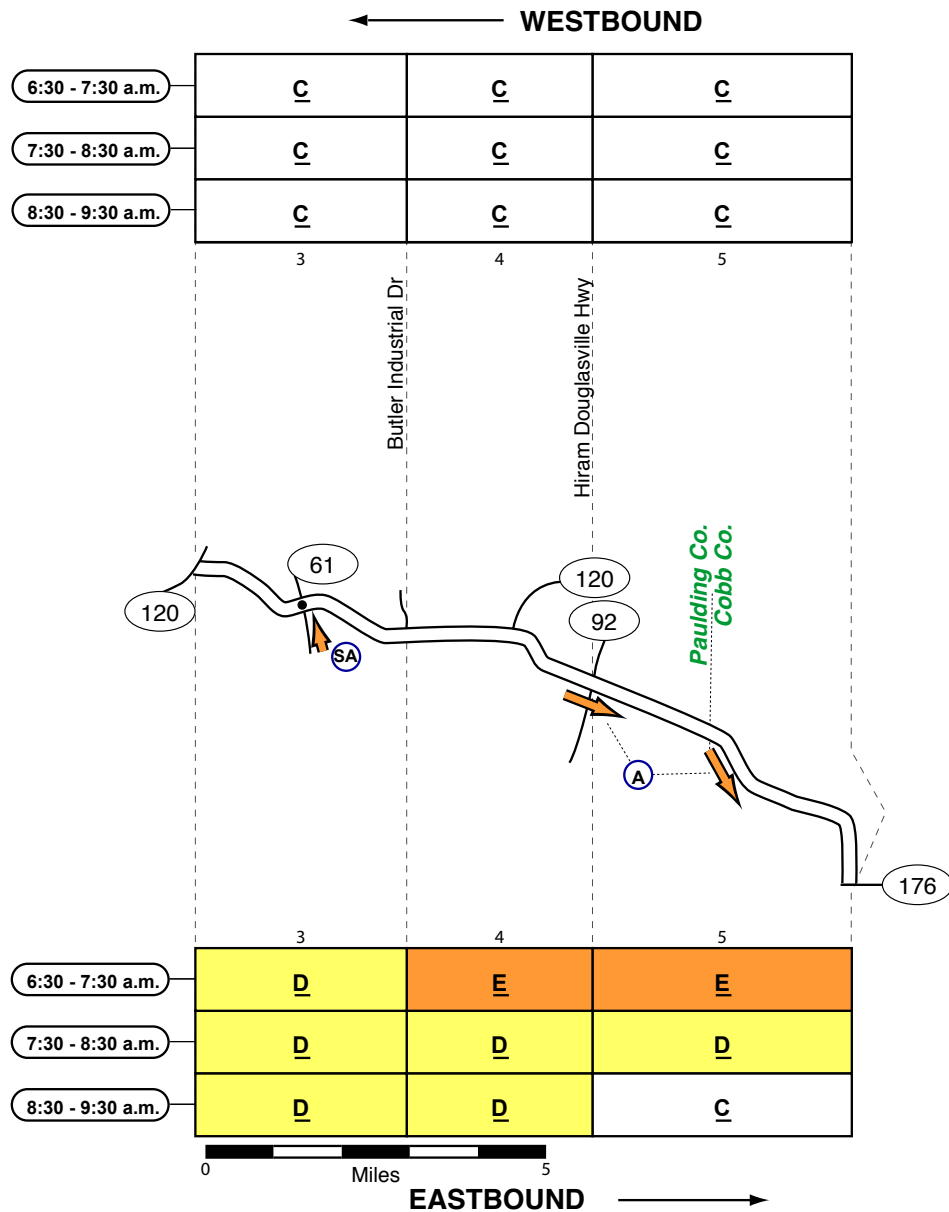 WESTBOUND
6:30 - 7:30 a.m. C C C
7:30 - 8:30 a.m. C C C
8:30 - 9:30 a.m. C C C
3 4 5
Butler Industrial Dr
Hiram Douglasville Hwy
Paulding Co.
Cobb Co.
61
120
120
92
SA
A
176
3 4 5
6:30 - 7:30 a.m. D E E
7:30 - 8:30 a.m. D D D
8:30 - 9:30 a.m. D D C
0 5
Miles
EASTBOUND